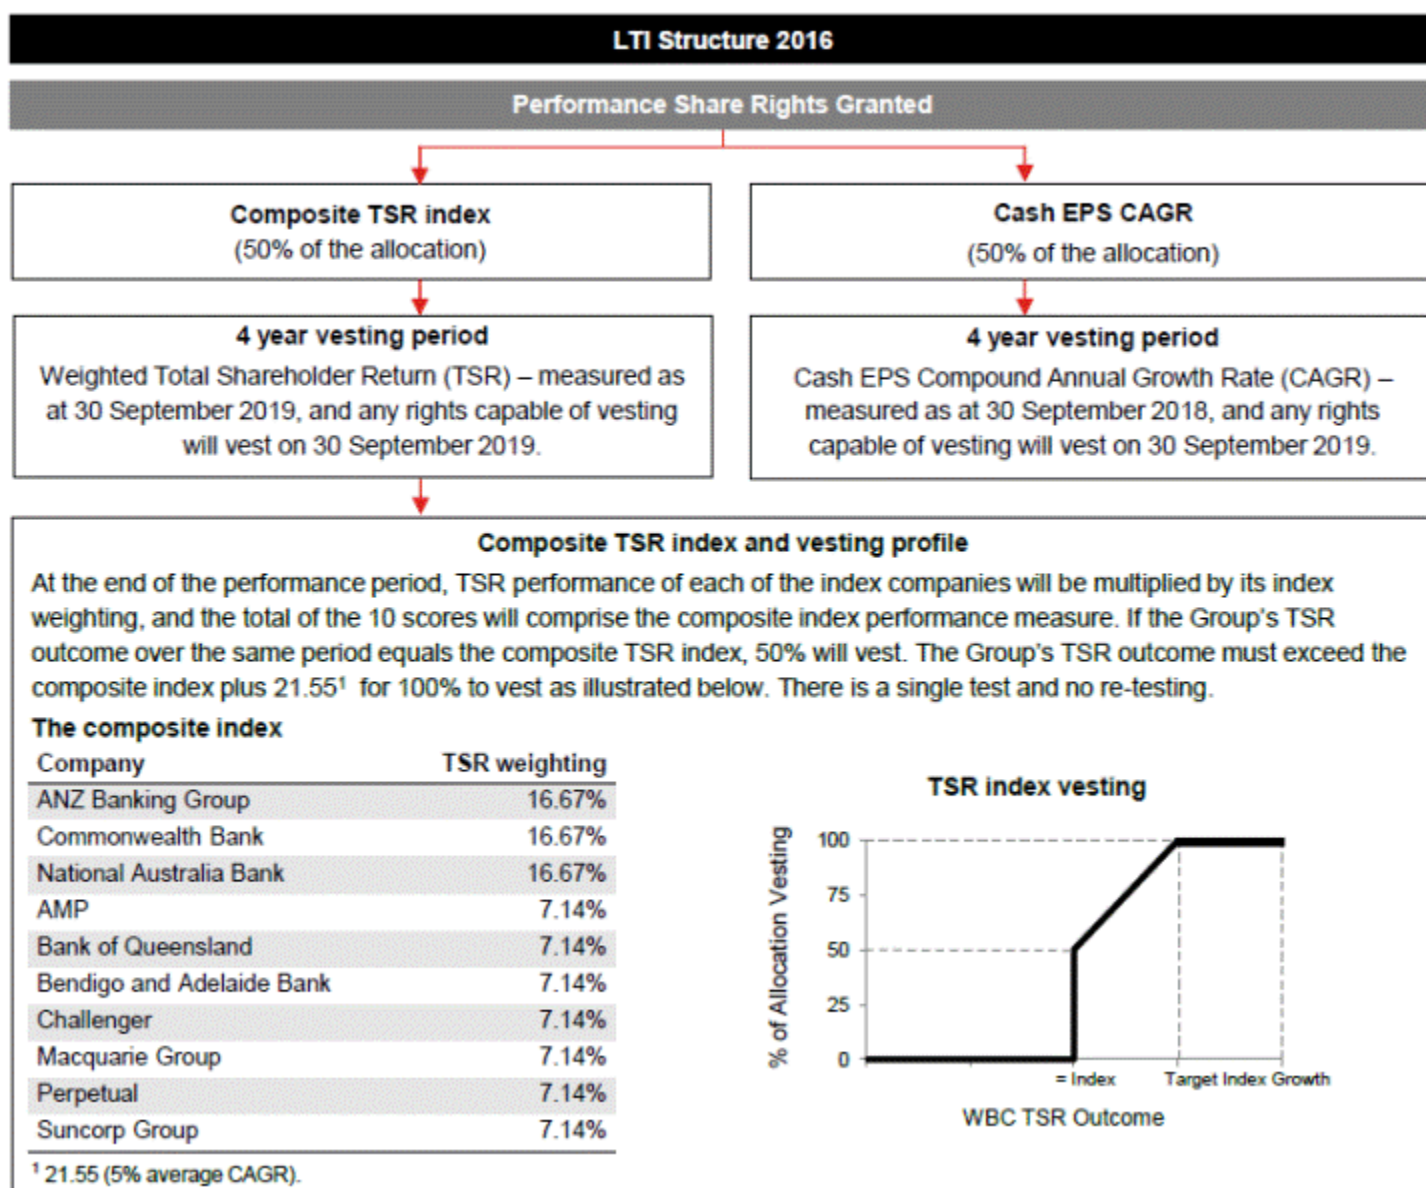 LTI Structure 2016
Performance Share Rights Granted
Composite TSR index
(50% of the allocation)
Cash EPS CAGR
(50% of the allocation)
4 year vesting period
Weighted Total Shareholder Return (TSR) – measured as
at 30 September 2019, and any rights capable of vesting
will vest on 30 September 2019.
4 year vesting period
Cash EPS Compound Annual Growth Rate (CAGR) –
measured as at 30 September 2018, and any rights
capable of vesting will vest on 30 September 2019.
Composite TSR index and vesting profile
At the end of the performance period, TSR performance of each of the index companies will be multiplied by its index
weighting, and the total of the 10 scores will comprise the composite index performance measure. If the Group's TSR
outcome over the same period equals the composite TSR index, 50% will vest. The Group's TSR outcome must exceed the
composite index plus 21.55¹ for 100% to vest as illustrated below. There is a single test and no re-testing.
The composite index
Company TSR weighting
ANZ Banking Group 16.67%
Commonwealth Bank 16.67%
National Australia Bank 16.67%
AMP 7.14%
Bank of Queensland 7.14%
Bendigo and Adelaide Bank 7.14%
Challenger 7.14%
Macquarie Group 7.14%
Perpetual 7.14%
Suncorp Group 7.14%
¹ 21.55 (5% average CAGR).
TSR index vesting
% of Allocation Vesting
100
75
50
25
0
= Index Target Index Growth
WBC TSR Outcome